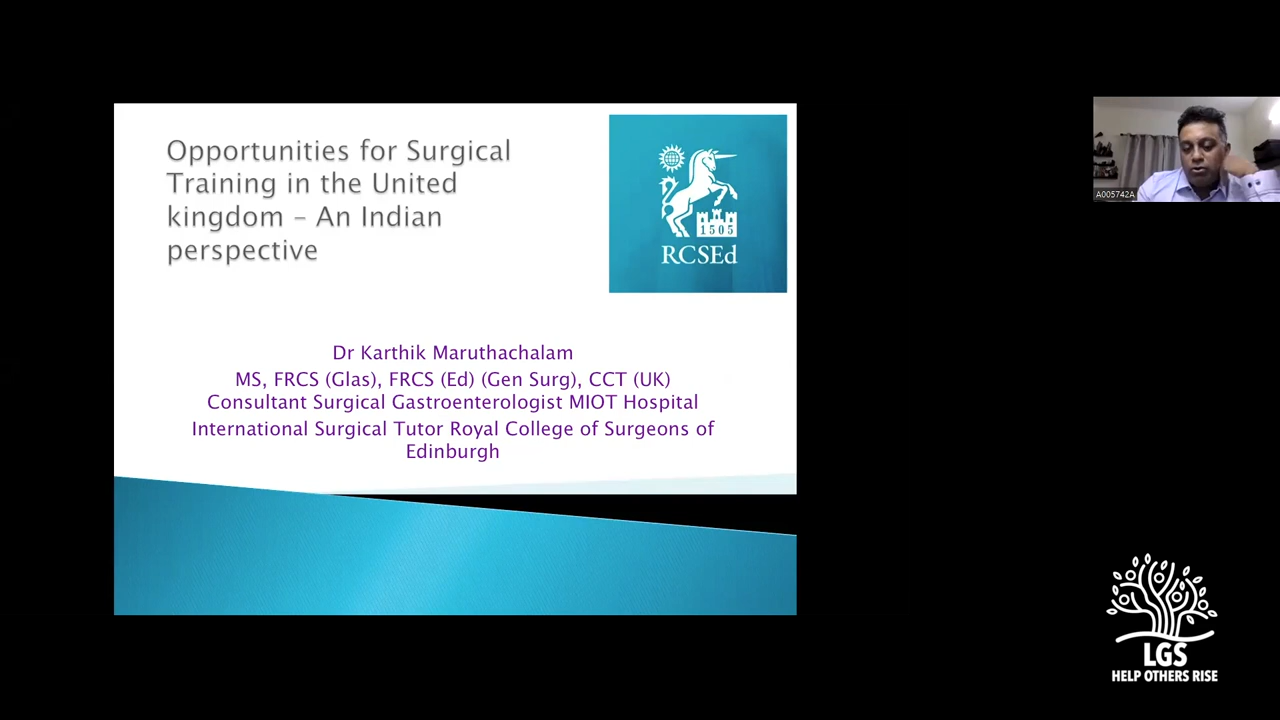 Opportunities for Surgical
Training in the United
kingdom – An Indian
perspective
1505
RCSEd
Dr Karthik Maruthachalam
MS, FRCS (Glas), FRCS (Ed) (Gen Surg), CCT (UK)
Consultant Surgical Gastroenterologist MIOT Hospital
International Surgical Tutor Royal College of Surgeons of
Edinburgh
A005742A
LGS
HELP OTHERS RISE